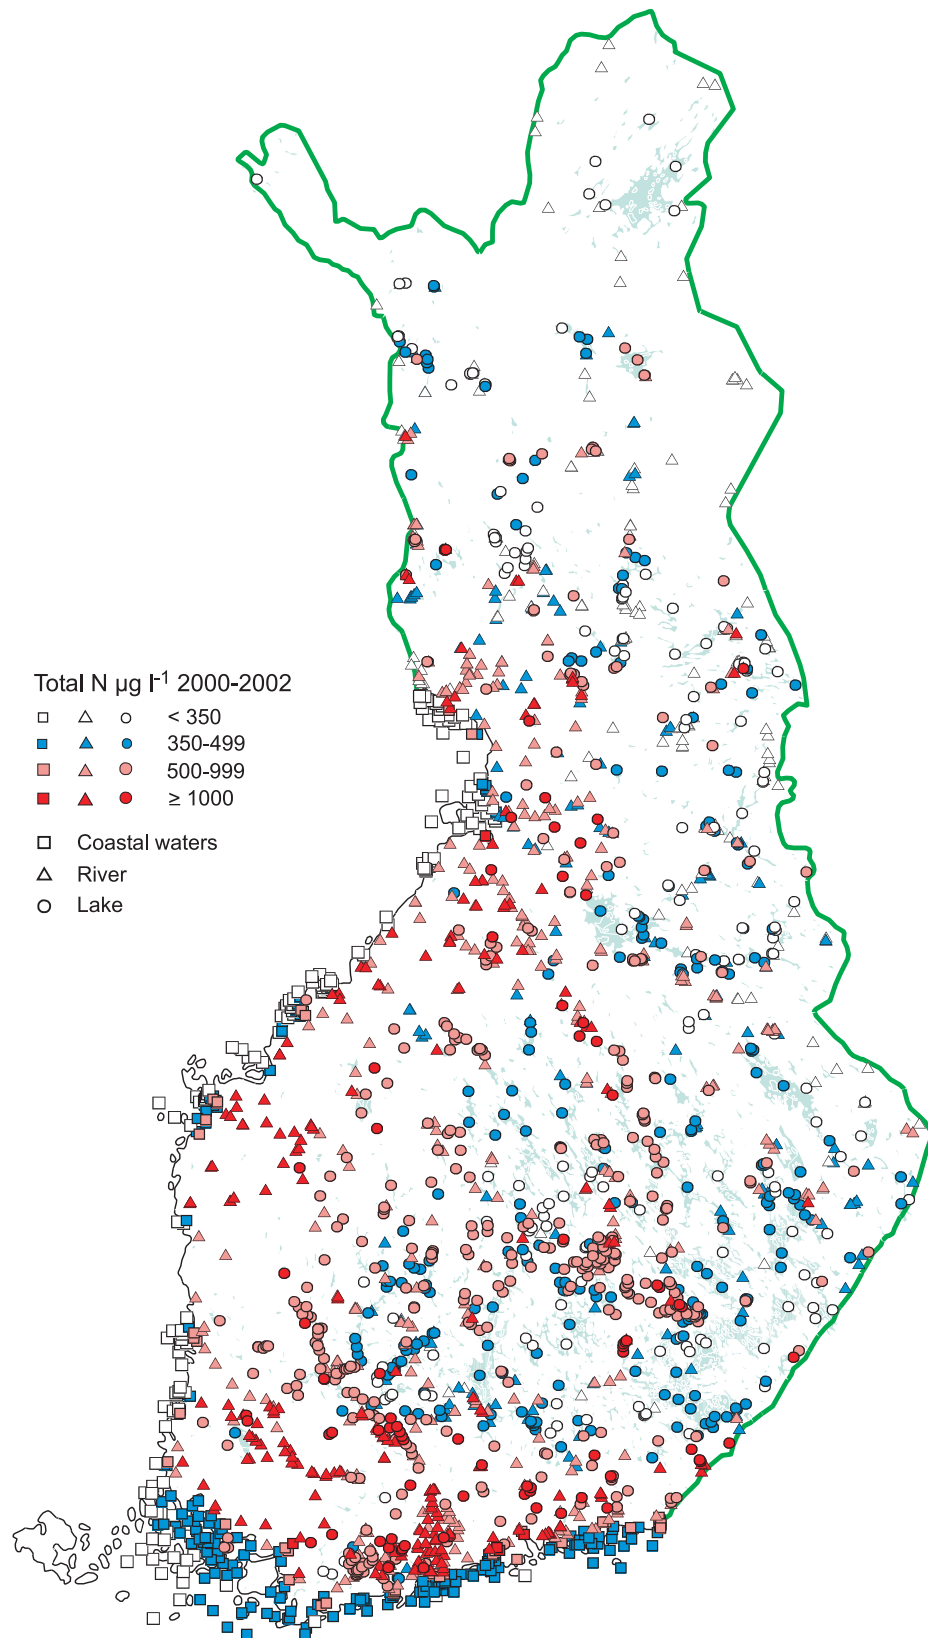 Total N µg l-1 2000-2002
< 350
350-499
500-999
≥ 1000
Coastal waters
River
Lake